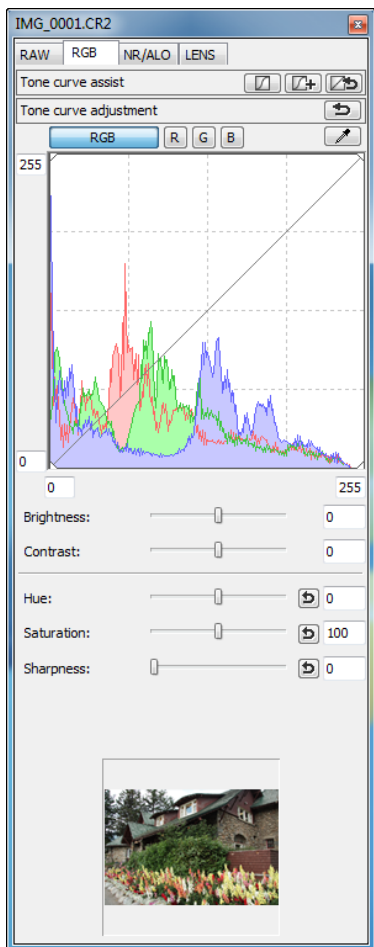 IMG_0001.CR2
RAW RGB NR/ALO LENS
Tone curve assist
Tone curve adjustment
RGB R G B
255
0
0 255
Brightness: 0
Contrast: 0
Hue: 0
Saturation: 100
Sharpness: 0